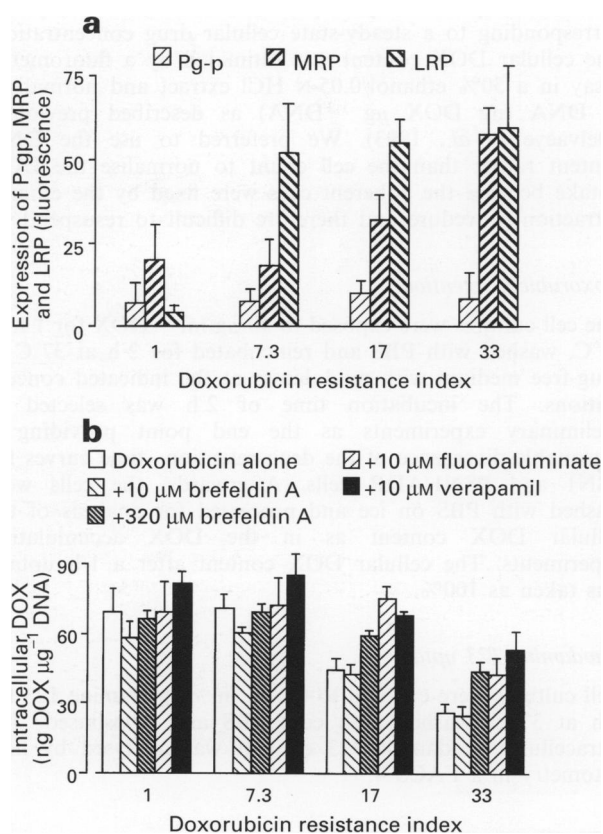 a
Pg-p MRP LRP
Expression of P-gp, MRP
and LRP (fluorescence)
75
50
25
0
1 7.3 17 33
Doxorubicin resistance index
b
Doxorubicin alone
+10 μM fluoroaluminate
+10 μM brefeldin A
+10 μM verapamil
+320 μM brefeldin A
Intracellular, DOX
(ng DOX μg⁻¹ DNA)
90
60
30
0
1 7.3 17 33
Doxorubicin resistance index